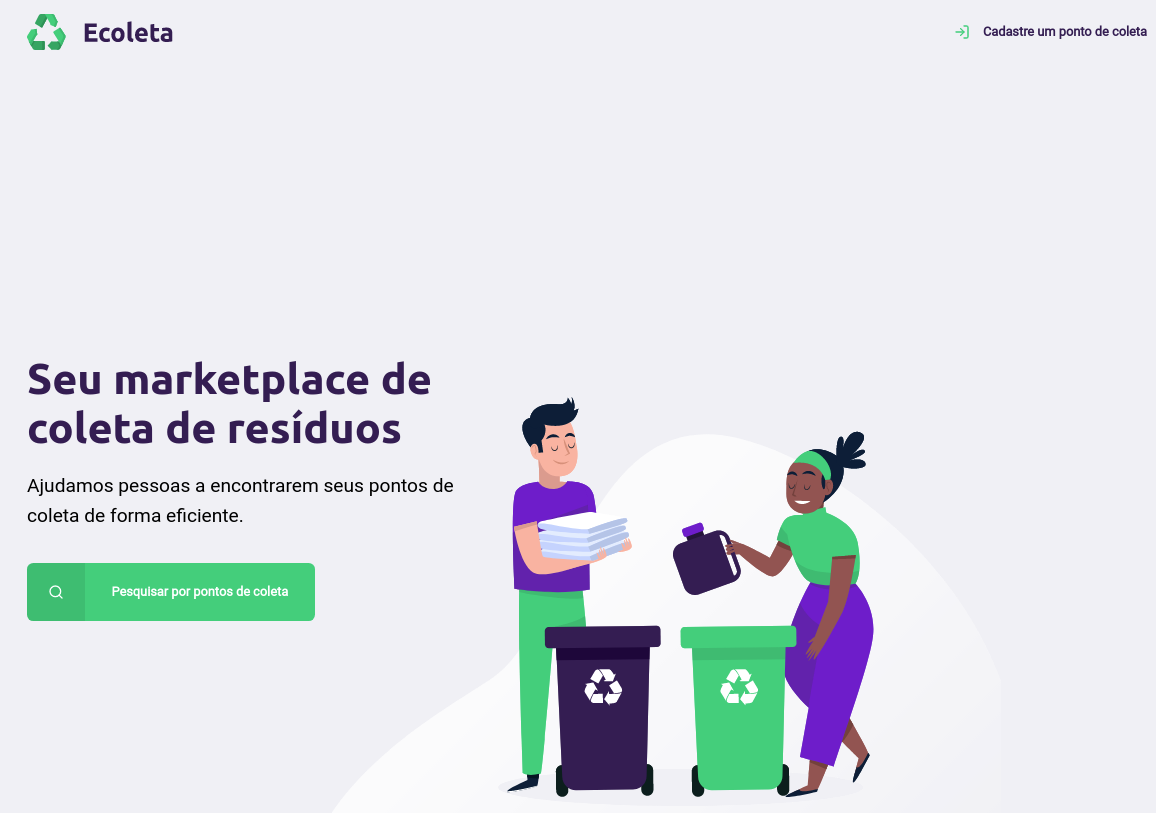 Ecoleta
Cadastre um ponto de coleta
Seu marketplace de
coleta de resíduos
Ajudamos pessoas a encontrarem seus pontos de
coleta de forma eficiente.
Pesquisar por pontos de coleta